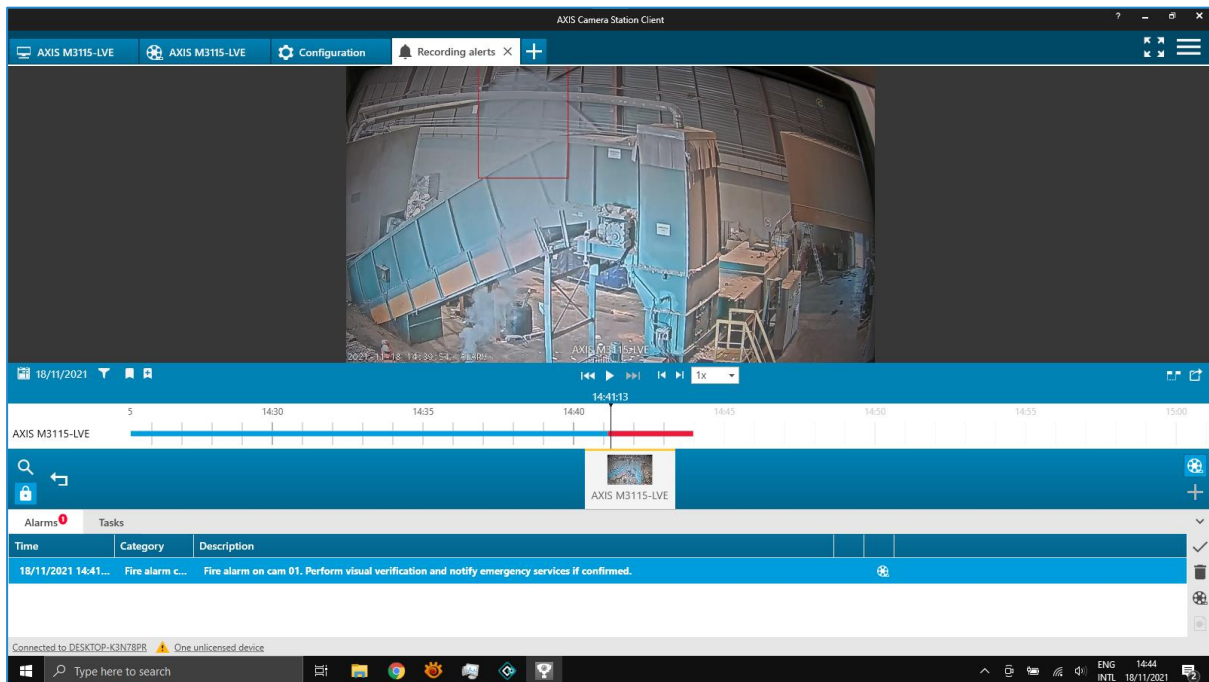 AXIS Camera Station Client
AXIS M3115-LVE
AXIS M3115-LVE
Configuration
Recording alerts
AXIS M3115-LVE
18/11/2021
1x
14:41:13
5 14:30 14:35 14:40 14:45 14:50 14:55 15:00
AXIS M3115-LVE
AXIS M3115-LVE
Alarms 1 Tasks
Time Category Description
18/11/2021 14:41... Fire alarm c... Fire alarm on cam 01. Perform visual verification and notify emergency services if confirmed.
Connected to DESKTOP-K3N78PR One unlicensed device
Type here to search
ENG 14:44
INTL 18/11/2021
2